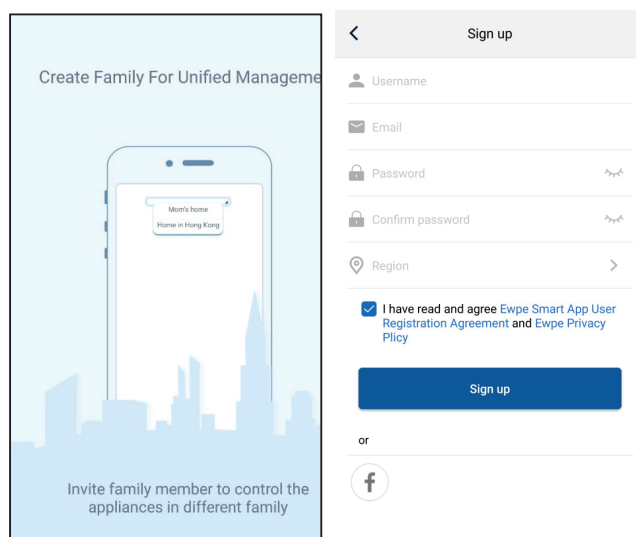 Create Family For Unified Manageme
Mom's home
Home in Hong Kong
Invite family member to control the
appliances in different family
Sign up
Username
Email
Password
Confirm password
Region
I have read and agree Ewpe Smart App User
Registration Agreement and Ewpe Privacy
Plicy
Sign up
or
f